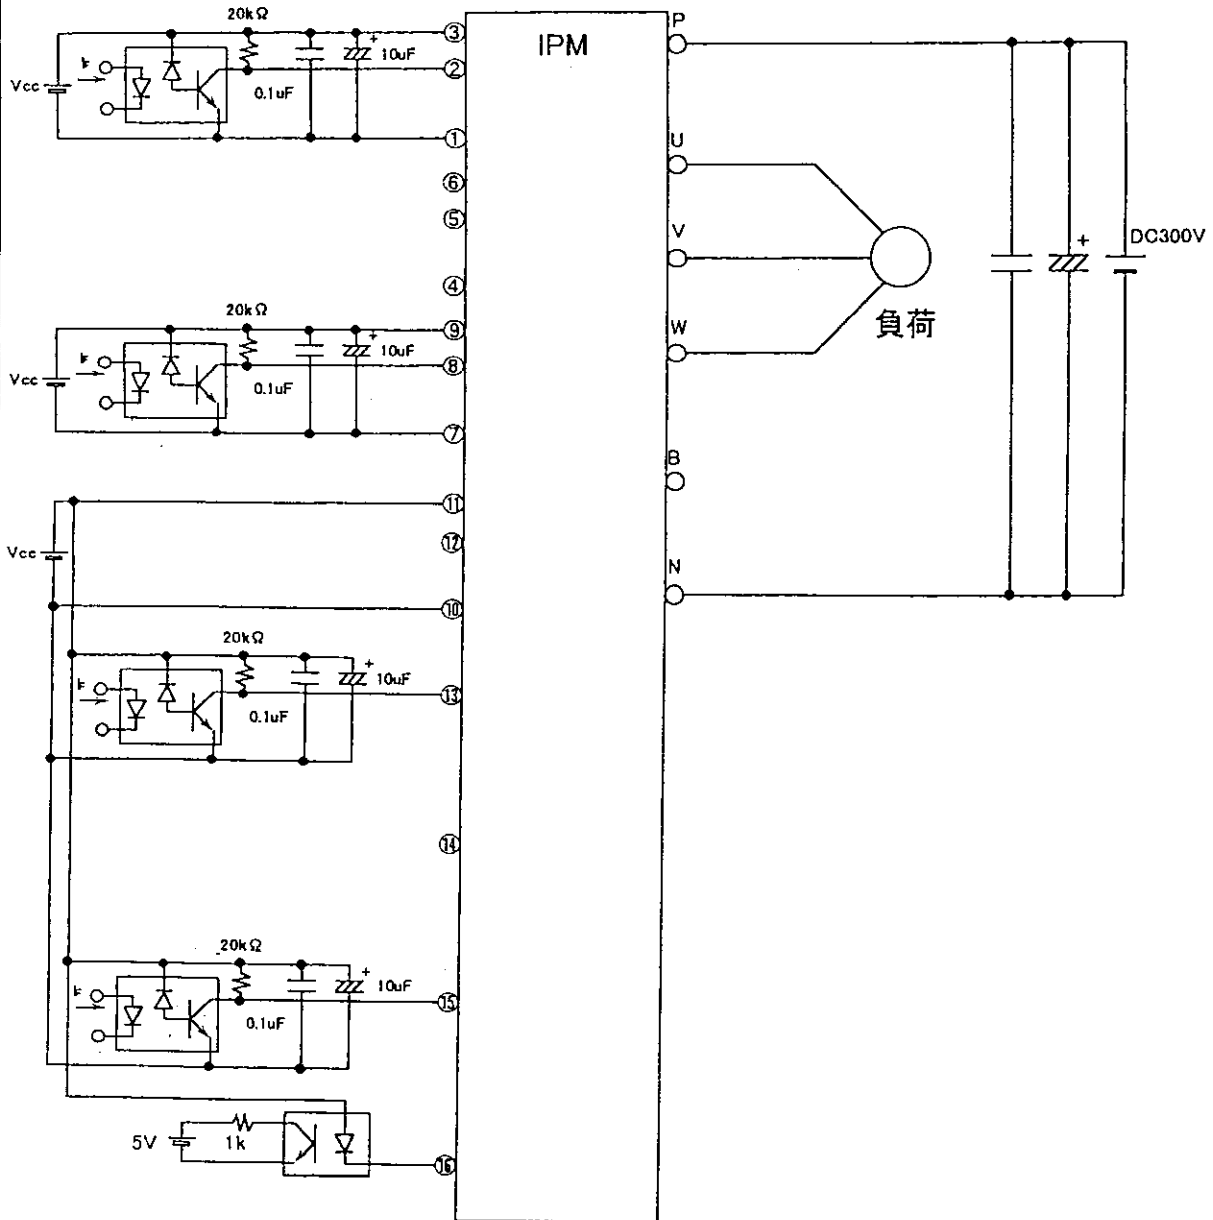 20kΩ
③
IPM
P
IF
10uF
②
Vcc
0.1uF
①
U
⑥
⑤
V
+
DC300V
④
負荷
20kΩ
⑨
W
+
IF
10uF
⑧
Vcc
0.1uF
⑦
B
⑪
Vcc
⑫
N
⑩
20kΩ
+
IF
10uF
⑬
0.1uF
⑭
20kΩ
+
IF
10uF
⑮
0.1uF
5V
1k
⑯